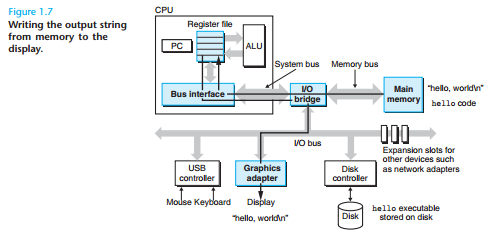 Figure 1.7
Writing the output string
from memory to the
display.
CPU
Register file
PC
ALU
System bus
Memory bus
Bus interface
I/O
bridge
Main
memory
"hello, world\n"
hello code
I/O bus
Expansion slots for
other devices such
as network adapters
USB
controller
Graphics
adapter
Disk
controller
Mouse Keyboard
Display
"hello, world\n"
Disk
hello executable
stored on disk